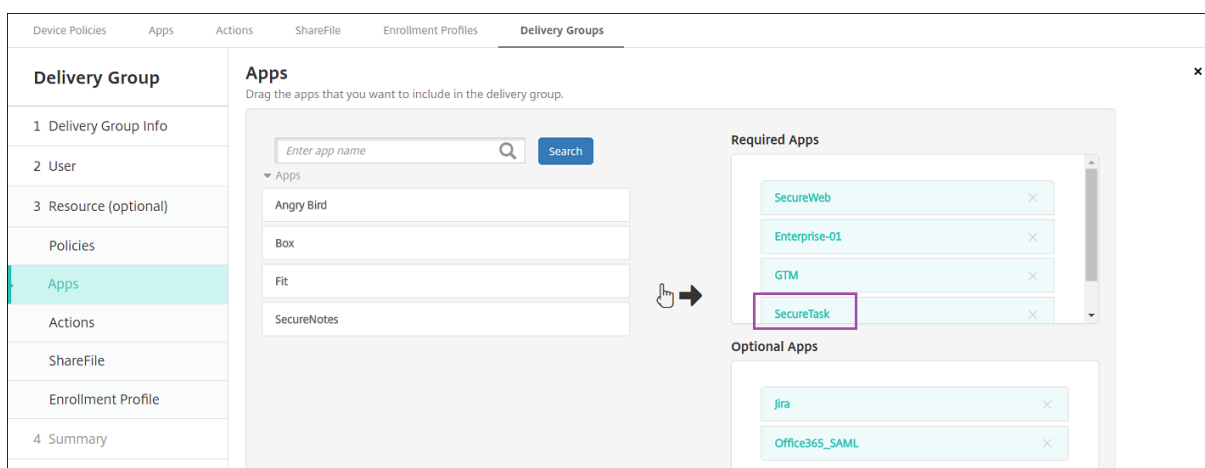 Device Policies Apps Actions ShareFile Enrollment Profiles Delivery Groups
Delivery Group
1 Delivery Group Info
2 User
3 Resource (optional)
Policies
Apps
Actions
ShareFile
Enrollment Profile
4 Summary
Apps
Drag the apps that you want to include in the delivery group.
Enter app name
Search
Apps
Angry Bird
Box
Fit
SecureNotes
Required Apps
SecureWeb
Enterprise-01
GTM
SecureTask
Optional Apps
Jira
Office365_SAML